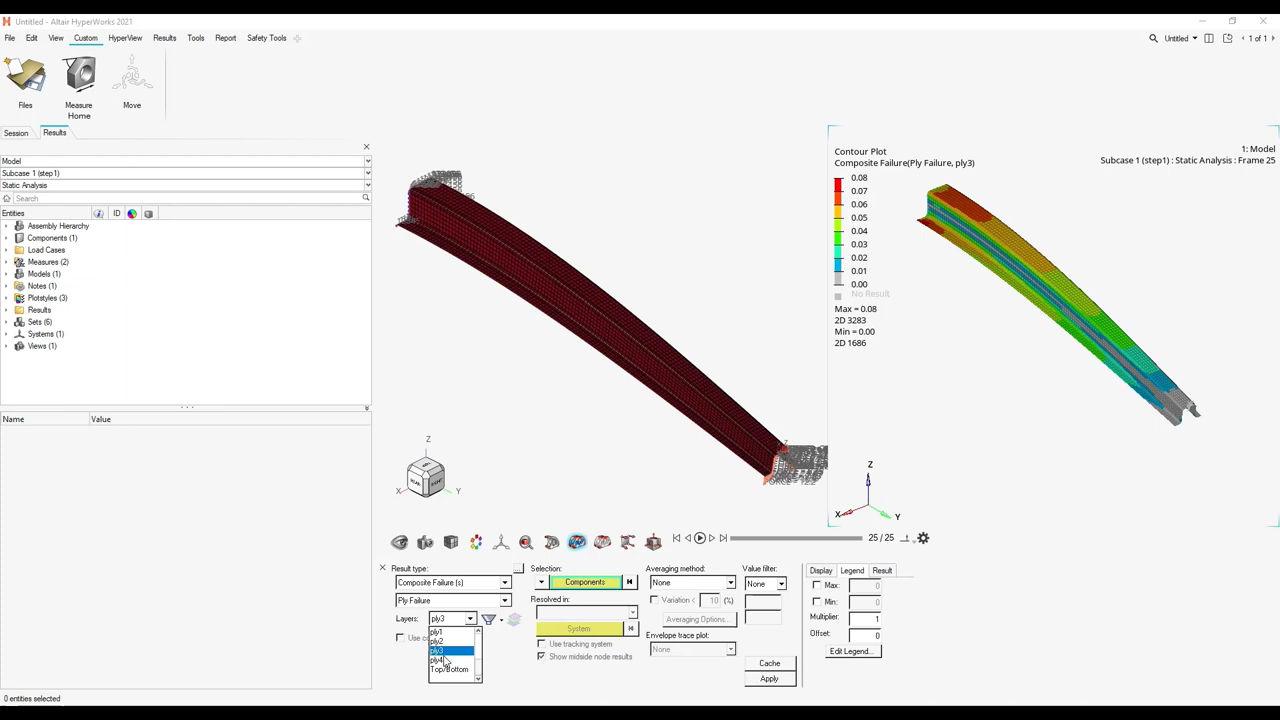 Untitled - Altair HyperWorks 2021
File Edit View Custom HyperView Results Tools Report Safety Tools
Untitled 1 of 1
Files Measure Move
Home
Session Results
Model
Subcase 1 (step1)
Static Analysis
Search
Entities ID
Assembly Hierarchy
Components (1)
Load Cases
Measures (2)
Models (1)
Notes (1)
Plotstyles (3)
Results
Sets (6)
Systems (1)
Views (1)
Name Value
0 entities selected
Z
X Y
Contour Plot
Composite Failure(Ply Failure, ply3)
0.08
0.07
0.06
0.05
0.04
0.03
0.02
0.01
0.00
No Result
Max = 0.08
2D 3283
Min = 0.00
2D 1686
1: Model
Subcase 1 (step1) : Static Analysis : Frame 25
Z
X Y
25 / 25
Result type:
Composite Failure (s)
Ply Failure
Layers: ply3
ply1
ply2
ply3
ply4
Top/Bottom
Selection:
Components
Resolved in:
System
Use tracking system
Show midside node results
Averaging method:
None
Variation < 10 (%)
Averaging Options...
Envelope trace plot:
None
Value filter:
None
Cache
Apply
Display Legend Result
Max: 0
Min: 0
Multiplier: 1
Offset: 0
Edit Legend...